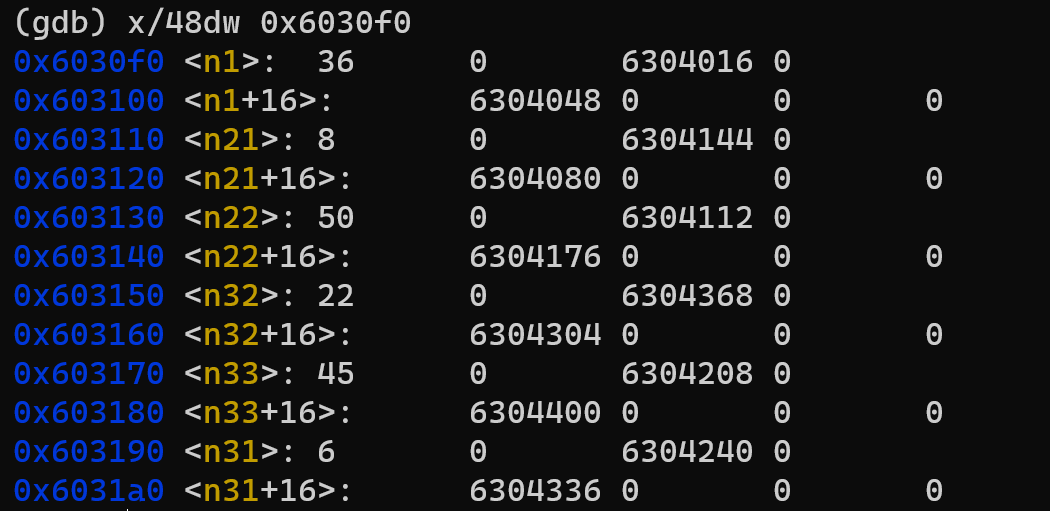 (gdb) x/48dw 0x6030f0
0x6030f0 <n1>: 36 0 6304016 0
0x603100 <n1+16>: 6304048 0 0 0
0x603110 <n21>: 8 0 6304144 0
0x603120 <n21+16>: 6304080 0 0 0
0x603130 <n22>: 50 0 6304112 0
0x603140 <n22+16>: 6304176 0 0 0
0x603150 <n32>: 22 0 6304368 0
0x603160 <n32+16>: 6304304 0 0 0
0x603170 <n33>: 45 0 6304208 0
0x603180 <n33+16>: 6304400 0 0 0
0x603190 <n31>: 6 0 6304240 0
0x6031a0 <n31+16>: 6304336 0 0 0